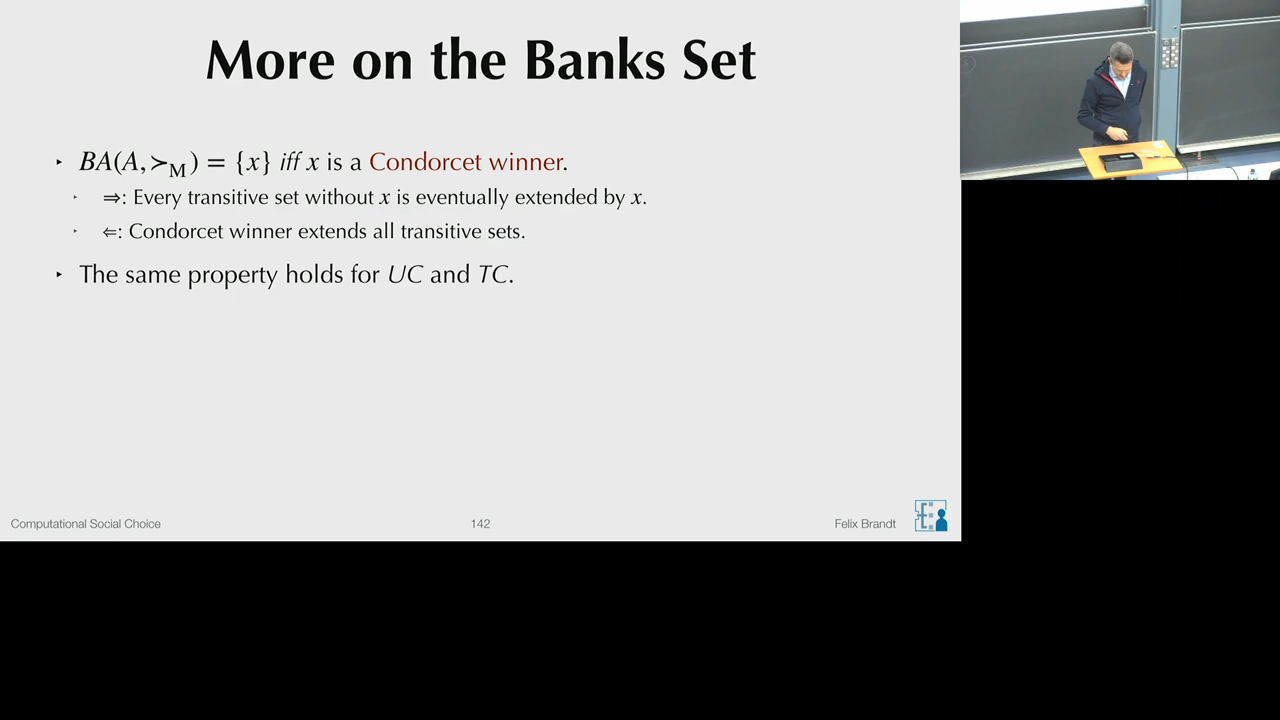 More on the Banks Set
‣ BA(A, ≻M) = {x} iff x is a Condorcet winner.
‣ ⇒: Every transitive set without x is eventually extended by x.
‣ ⇐: Condorcet winner extends all transitive sets.
‣ The same property holds for UC and TC.
Computational Social Choice
142
Felix Brandt